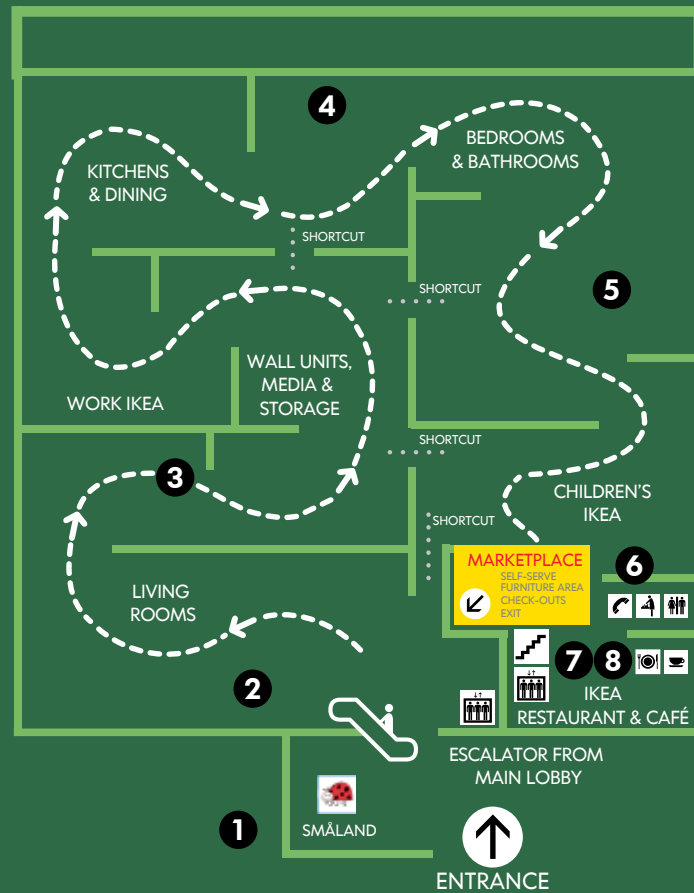 4
BEDROOMS
& BATHROOMS
KITCHENS
& DINING
SHORTCUT
SHORTCUT
5
WALL UNITS,
MEDIA &
STORAGE
WORK IKEA
SHORTCUT
3
CHILDREN'S
IKEA
SHORTCUT
MARKETPLACE
SELF-SERVE
FURNITURE AREA
CHECK-OUTS
EXIT
6
LIVING
ROOMS
7 8
2
IKEA
RESTAURANT & CAFÉ
ESCALATOR FROM
MAIN LOBBY
1
SMÅLAND
ENTRANCE